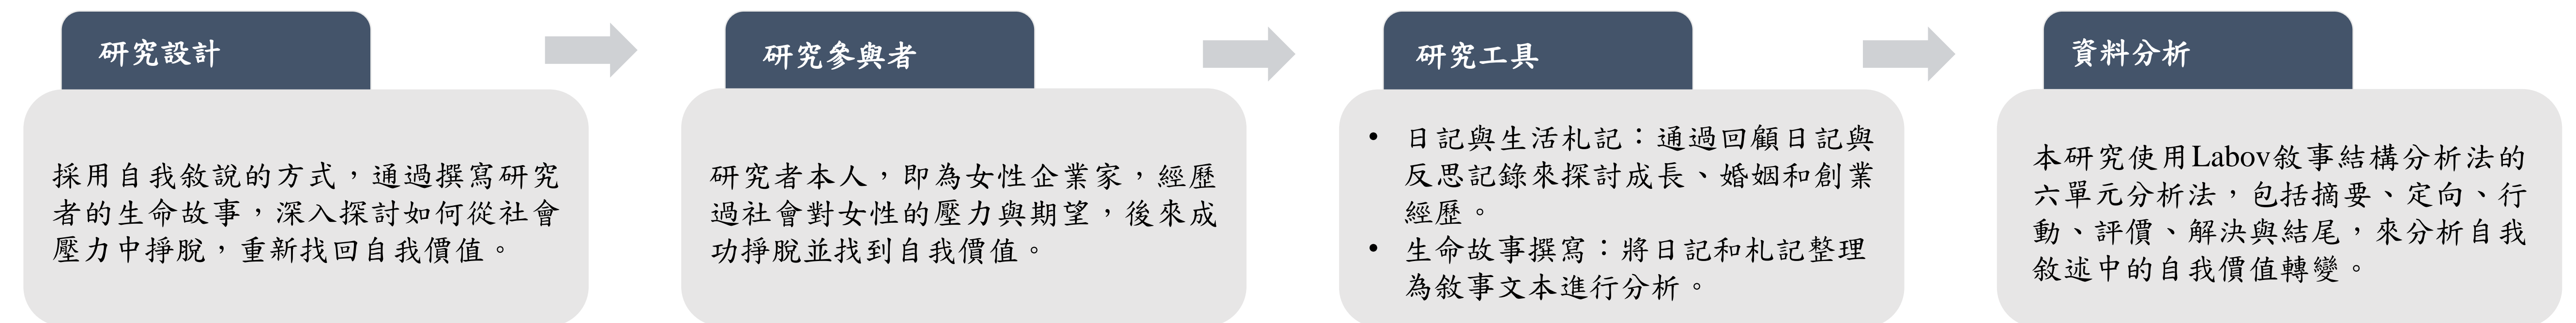 研究設計
採用自我敘說的方式，通過撰寫研究
者的生命故事，深入探討如何從社會
壓力中掙脫，重新找回自我價值。
研究參與者
研究者本人，即為女性企業家，經歷
過社會對女性的壓力與期望，後來成
功掙脫並找到自我價值。
研究工具
• 日記與生活札記：通過回顧日記與
反思記錄來探討成長、婚姻和創業
經歷。
• 生命故事撰寫：將日記和札記整理
為敘事文本進行分析。
資料分析
本研究使用Labov敘事結構分析法的
六單元分析法，包括摘要、定向、行
動、評價、解決與結尾，來分析自我
敘述中的自我價值轉變。